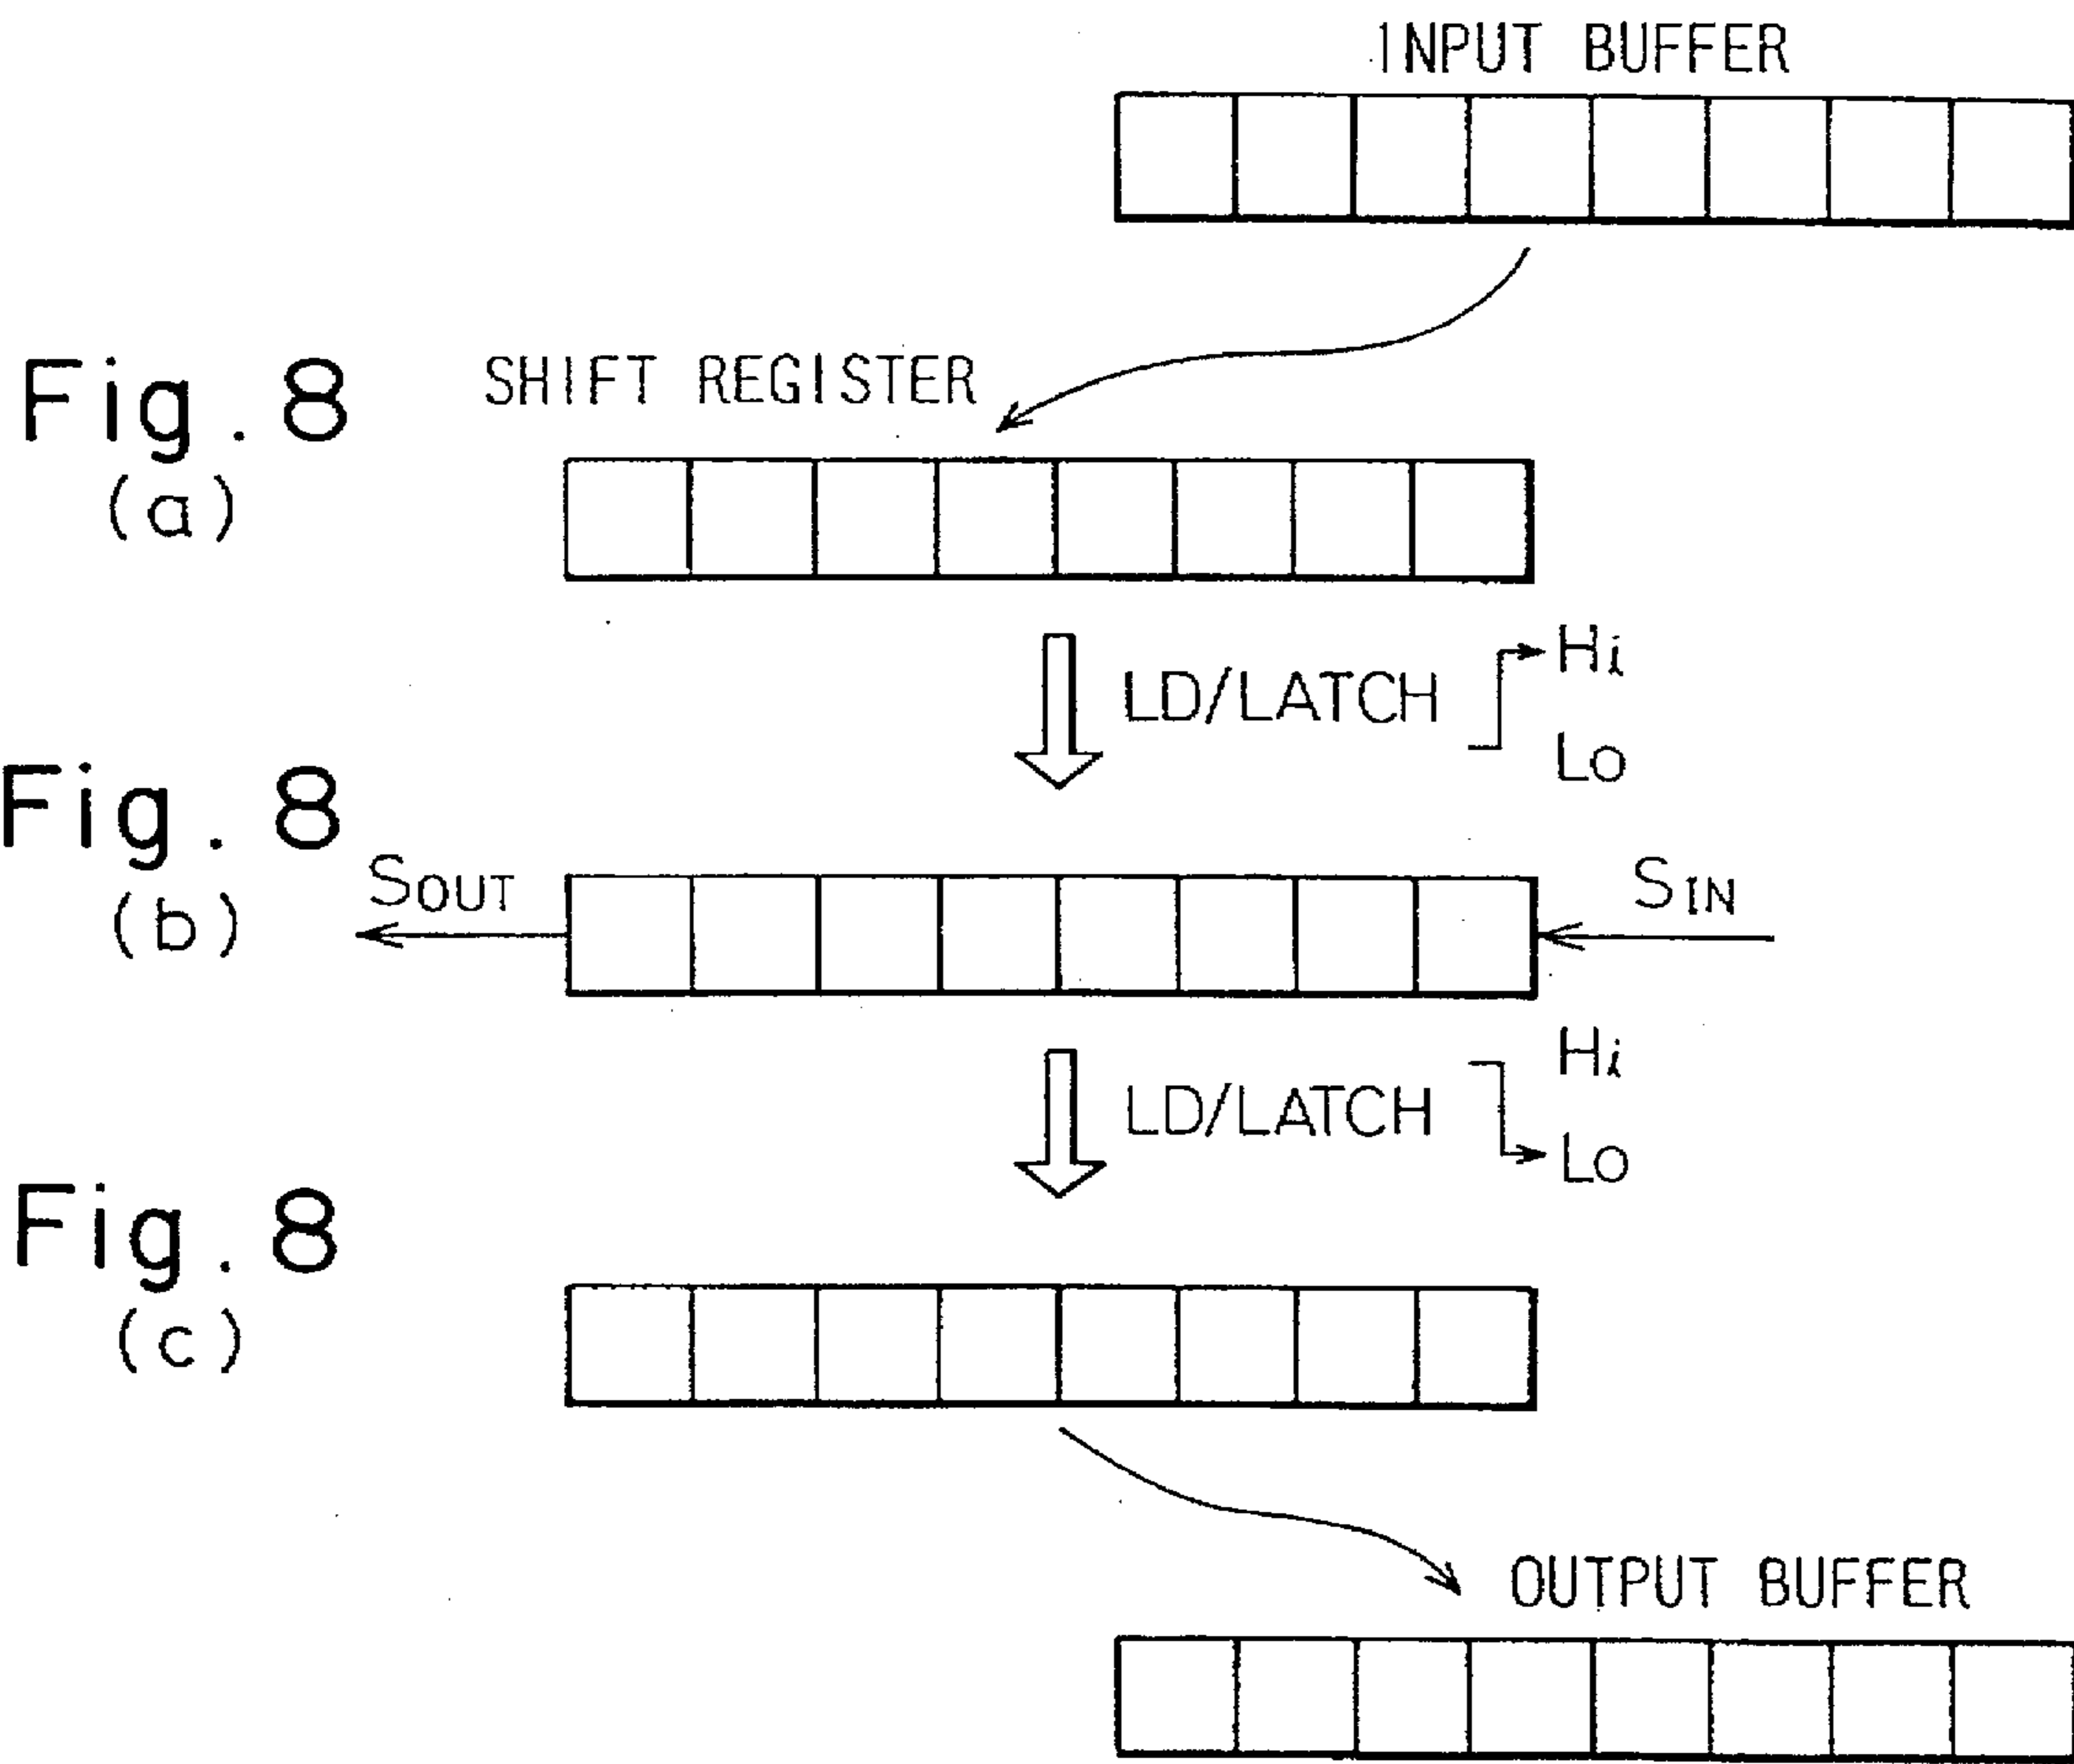 INPUT BUFFER
Fig. 8
(a)
SHIFT REGISTER
LD/LATCH
Hi
Lo
Fig. 8
(b)
SOUT
SIN
LD/LATCH
Hi
Lo
Fig. 8
(c)
OUTPUT BUFFER